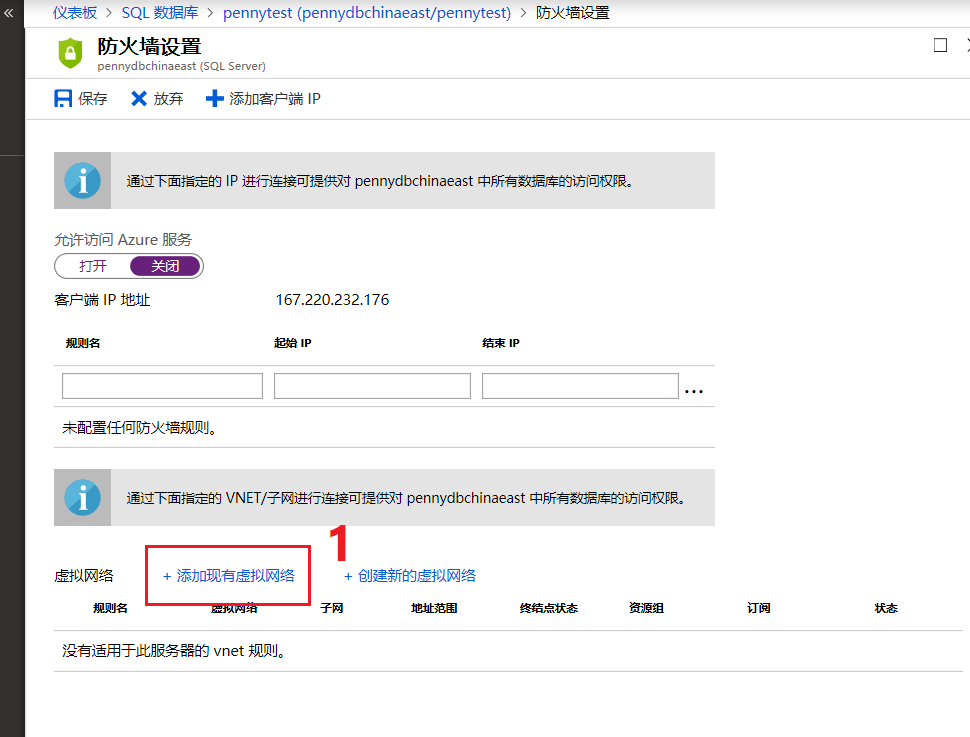 «
仪表板 > SQL 数据库 > pennytest (pennydbchinaeast/pennytest) > 防火墙设置
防火墙设置
pennydbchinaeast (SQL Server)
保存 放弃 添加客户端 IP
通过下面指定的 IP 进行连接可提供对 pennydbchinaeast 中所有数据库的访问权限。
允许访问 Azure 服务
打开 关闭
客户端 IP 地址 167.220.232.176
规则名 起始 IP 结束 IP
...
未配置任何防火墙规则。
通过下面指定的 VNET/子网进行连接可提供对 pennydbchinaeast 中所有数据库的访问权限。
1
虚拟网络 + 添加现有虚拟网络 + 创建新的虚拟网络
规则名 虚拟网络 子网 地址范围 终结点状态 资源组 订阅 状态
没有适用于此服务器的 vnet 规则。